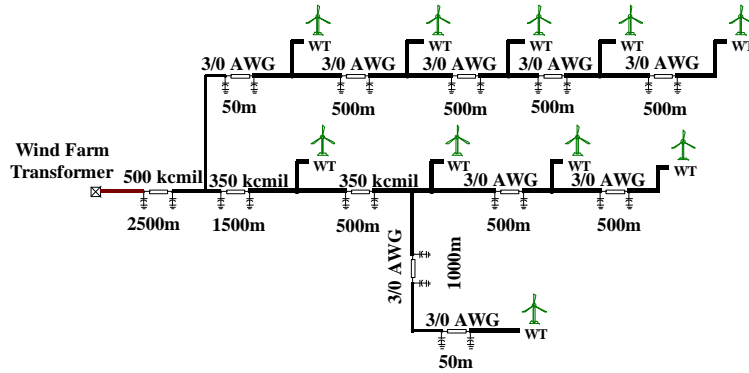 WT
WT
WT
WT
WT
3/0 AWG
3/0 AWG
3/0 AWG
3/0 AWG
3/0 AWG
50m
500m
500m
500m
500m
Wind Farm
Transformer
500 kcmil
350 kcmil
350 kcmil
3/0 AWG
3/0 AWG
WT
WT
WT
WT
2500m
1500m
500m
500m
500m
3/0 AWG
1000m
3/0 AWG
WT
50m